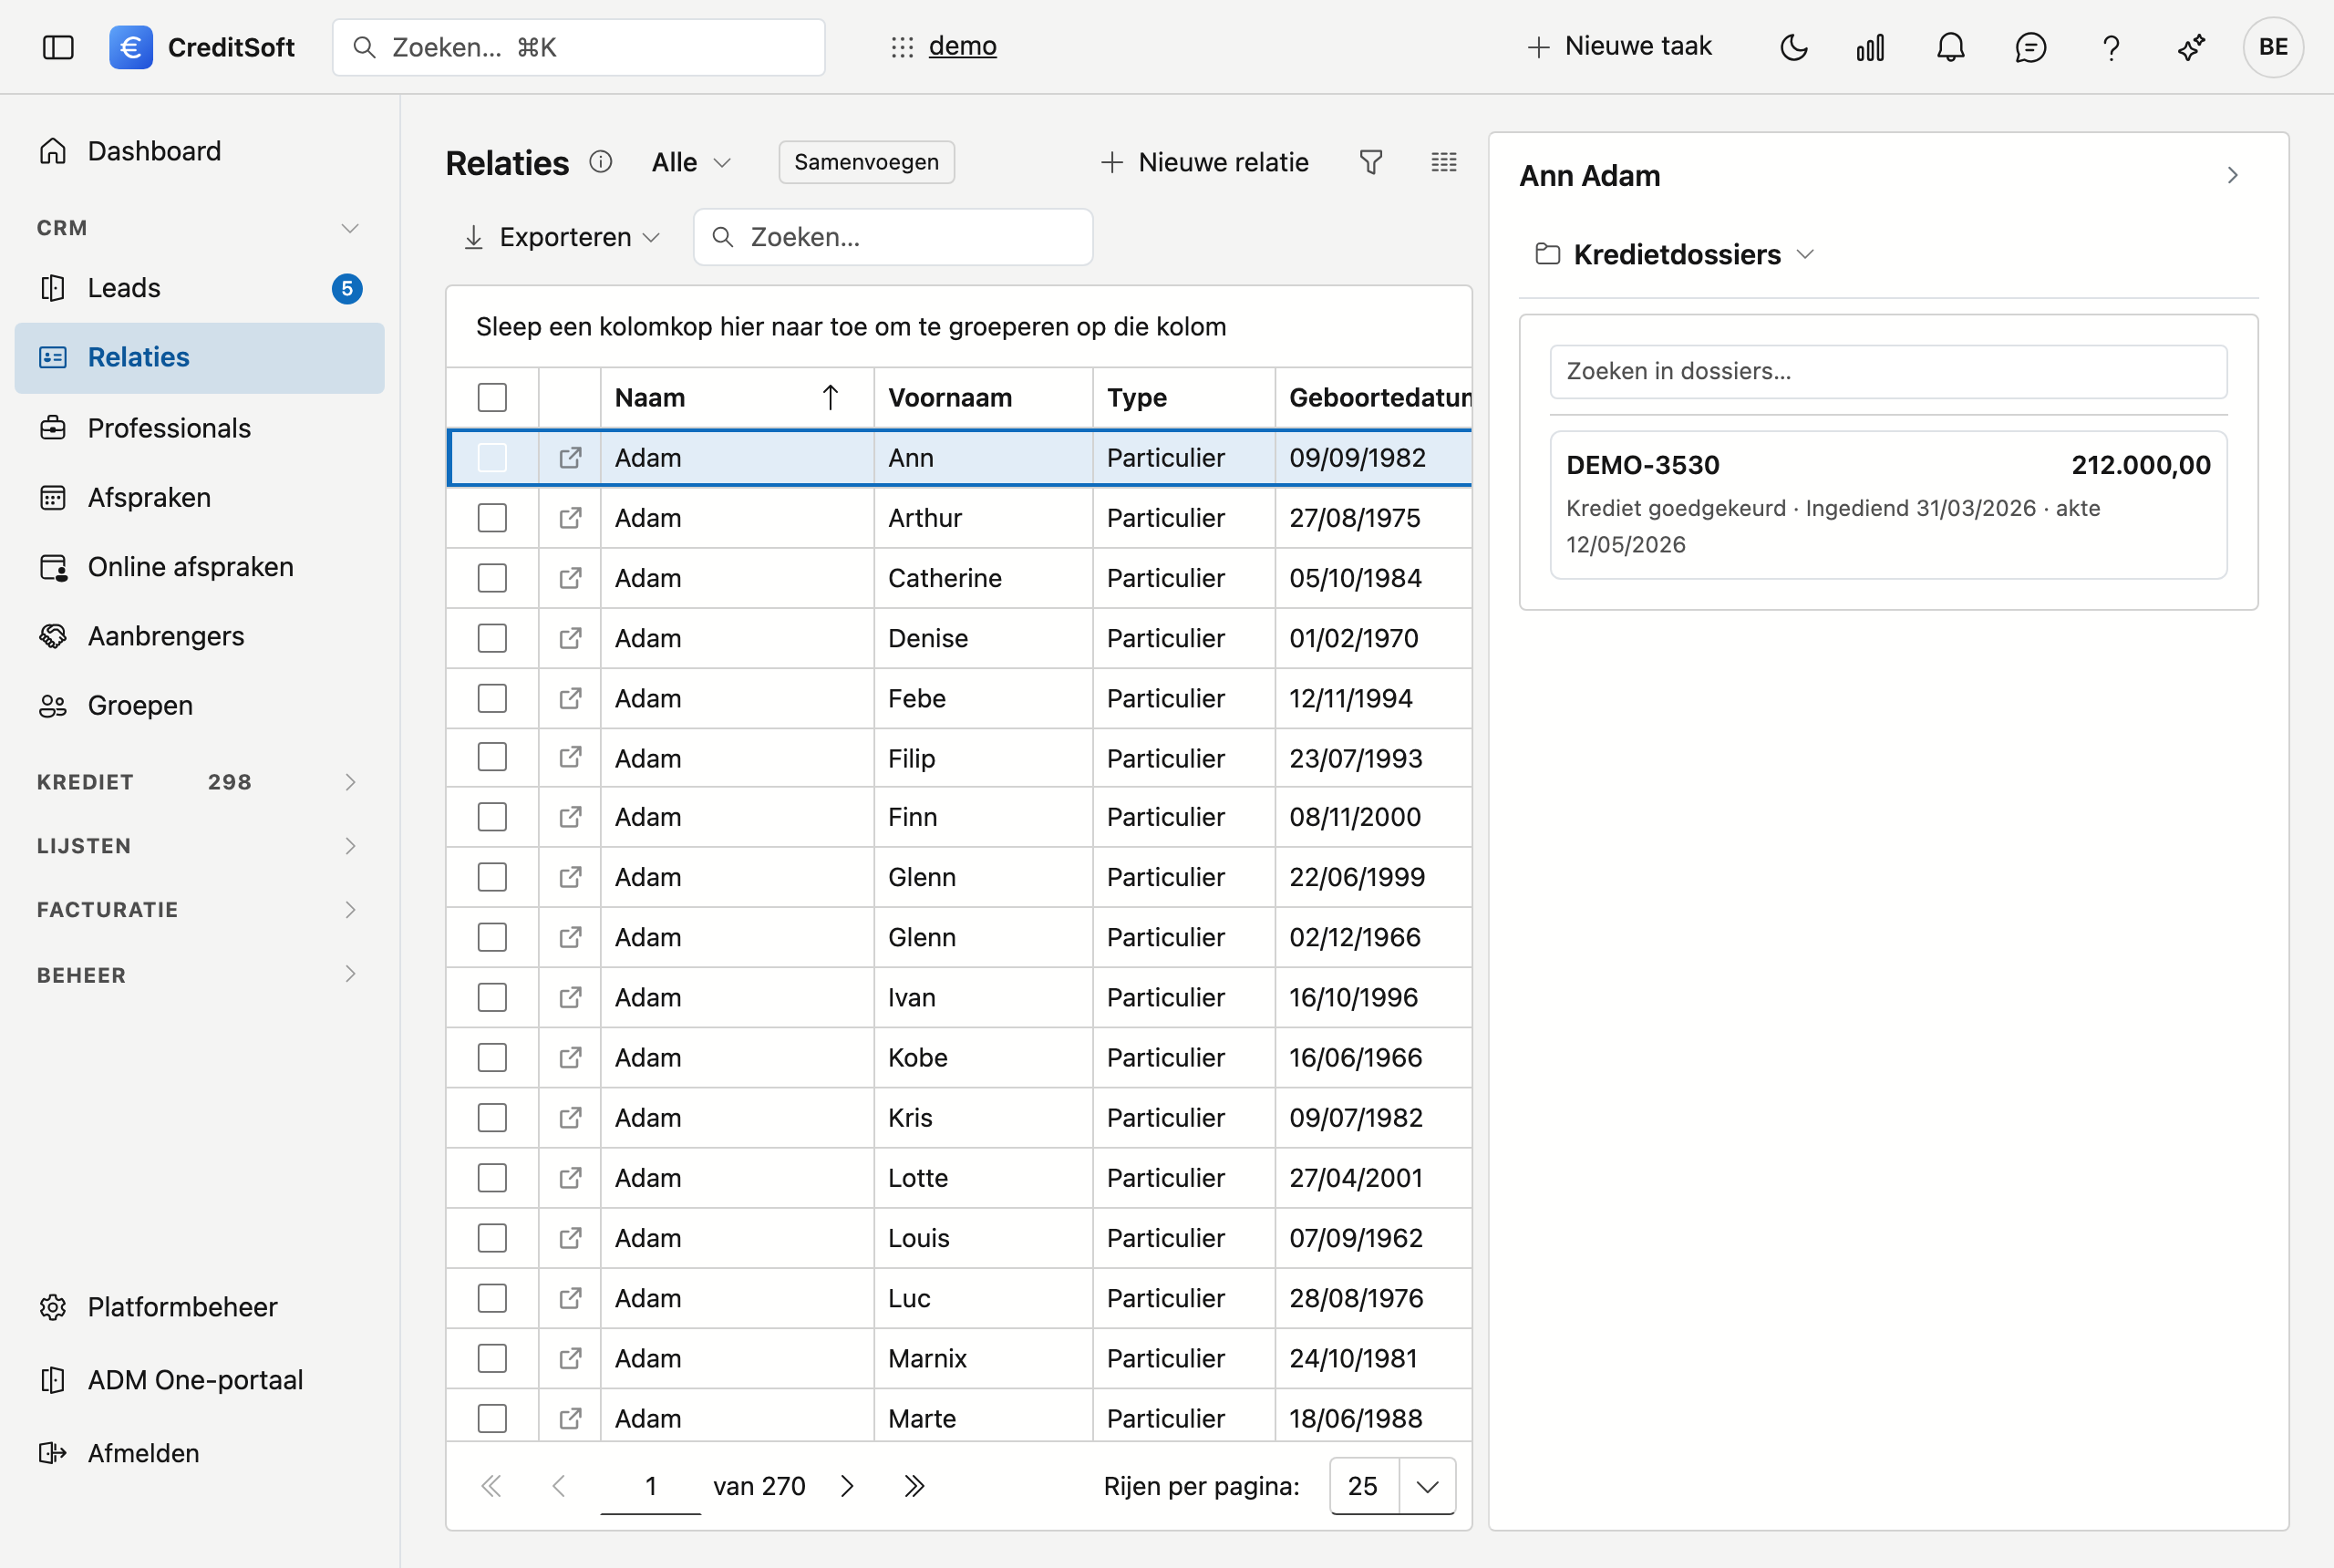 CreditSoft
Zoeken... ⌘K
demo
Nieuwe taak
BE
Dashboard
CRM
Leads 5
Relaties
Professionals
Afspraken
Online afspraken
Aanbrengers
Groepen
KREDIET 298
LIJSTEN
FACTURATIE
BEHEER
Platformbeheer
ADM One-portaal
Afmelden
Relaties Alle Samenvoegen Nieuwe relatie
Exporteren Zoeken...
Sleep een kolomkop hier naar toe om te groeperen op die kolom
Naam Voornaam Type Geboortedatum
Adam Ann Particulier 09/09/1982
Adam Arthur Particulier 27/08/1975
Adam Catherine Particulier 05/10/1984
Adam Denise Particulier 01/02/1970
Adam Febe Particulier 12/11/1994
Adam Filip Particulier 23/07/1993
Adam Finn Particulier 08/11/2000
Adam Glenn Particulier 22/06/1999
Adam Glenn Particulier 02/12/1966
Adam Ivan Particulier 16/10/1996
Adam Kobe Particulier 16/06/1966
Adam Kris Particulier 09/07/1982
Adam Lotte Particulier 27/04/2001
Adam Louis Particulier 07/09/1962
Adam Luc Particulier 28/08/1976
Adam Marnix Particulier 24/10/1981
Adam Marte Particulier 18/06/1988
1 van 270 Rijen per pagina: 25
Ann Adam
Kredietdossiers
Zoeken in dossiers...
DEMO-3530 212.000,00
Krediet goedgekeurd · Ingediend 31/03/2026 · akte
12/05/2026